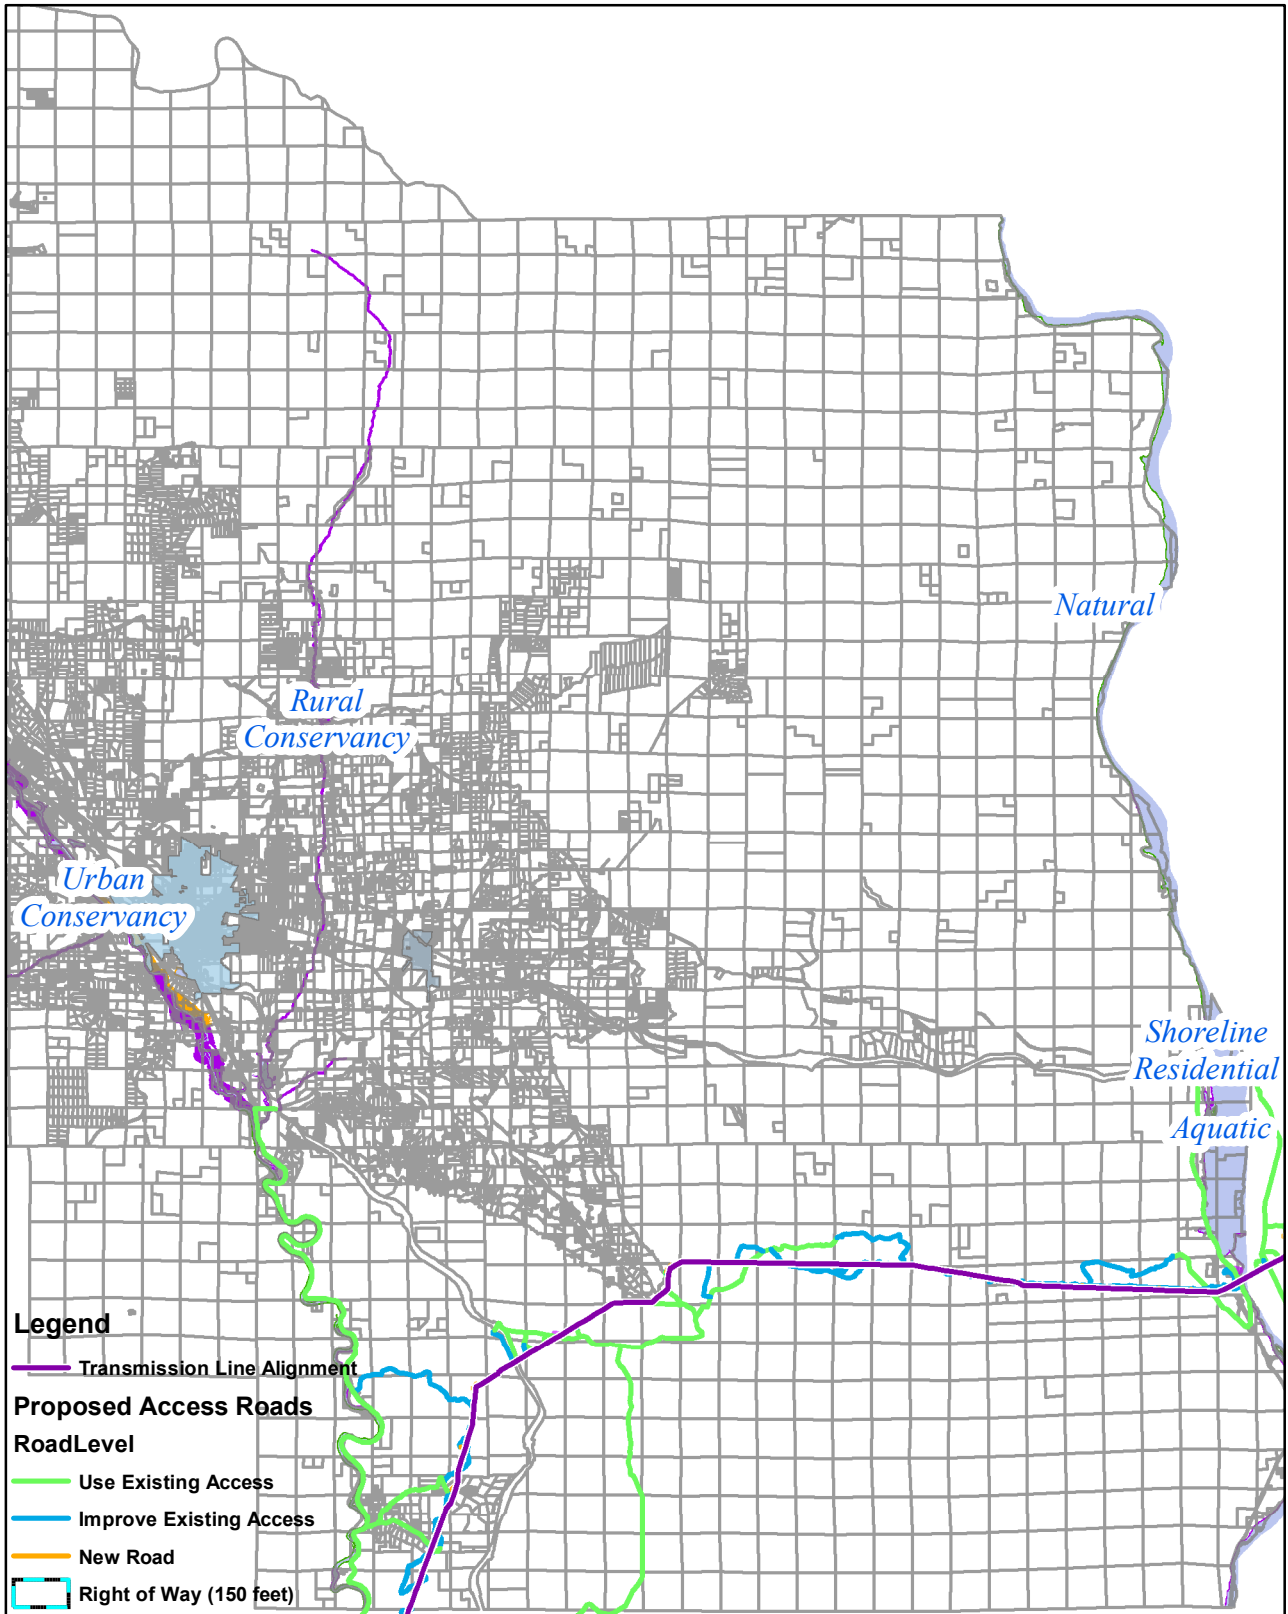 Natural
Rural
Conservancy
Urban
Conservancy
Shoreline
Residential
Aquatic
Legend
Transmission Line Alignment
Proposed Access Roads
RoadLevel
Use Existing Access
Improve Existing Access
New Road
Right of Way (150 feet)